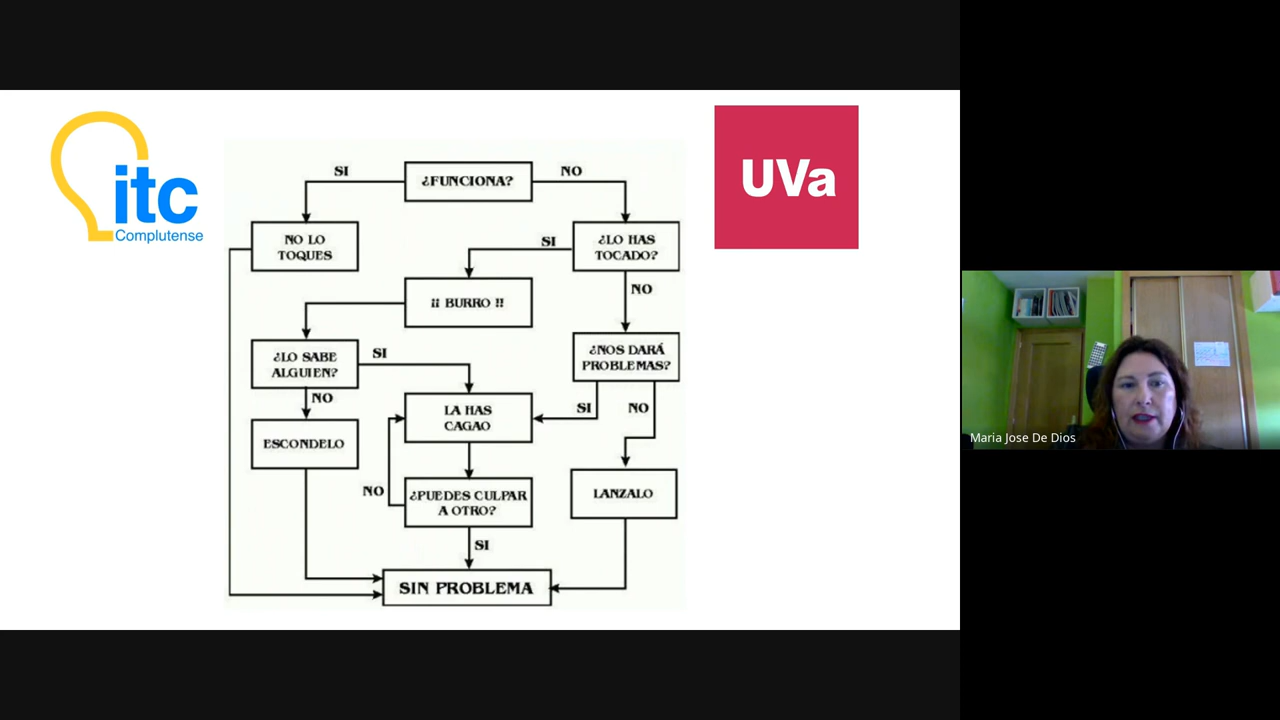 itc
Complutense
UVa
SI
¿FUNCIONA?
NO
NO LO
TOQUES
SI
¿LO HAS
TOCADO?
NO
¡¡ BURRO !!
¿LO SABE
ALGUIEN?
SI
¿NOS DARÁ
PROBLEMAS?
NO
LA HAS
CAGAO
SI
NO
ESCONDELO
NO
¿PUEDES CULPAR
A OTRO?
LANZALO
SI
SIN PROBLEMA
Maria Jose De Dios